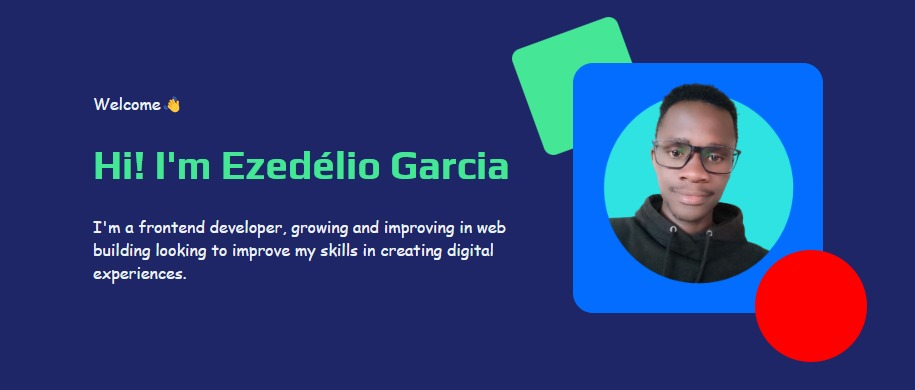 Welcome👋
Hi! I'm Ezedélio Garcia
I'm a frontend developer, growing and improving in web
building looking to improve my skills in creating digital
experiences.